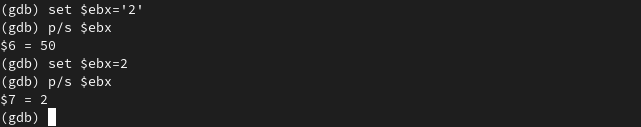 (gdb) set $ebx='2'
(gdb) p/s $ebx
$6 = 50
(gdb) set $ebx=2
(gdb) p/s $ebx
$7 = 2
(gdb)